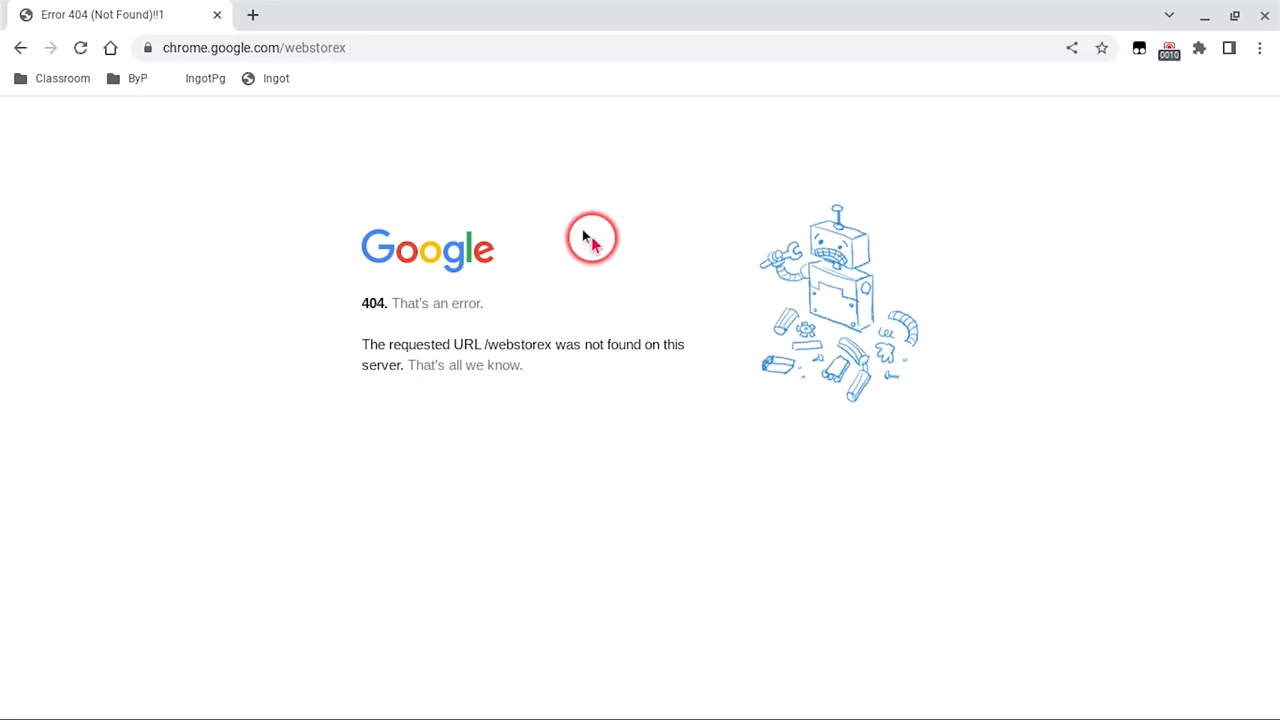 Error 404 (Not Found)!!1
chrome.google.com/webstorex
0010
Classroom ByP IngotPg Ingot
Google
404. That's an error.
The requested URL /webstorex was not found on this
server. That's all we know.